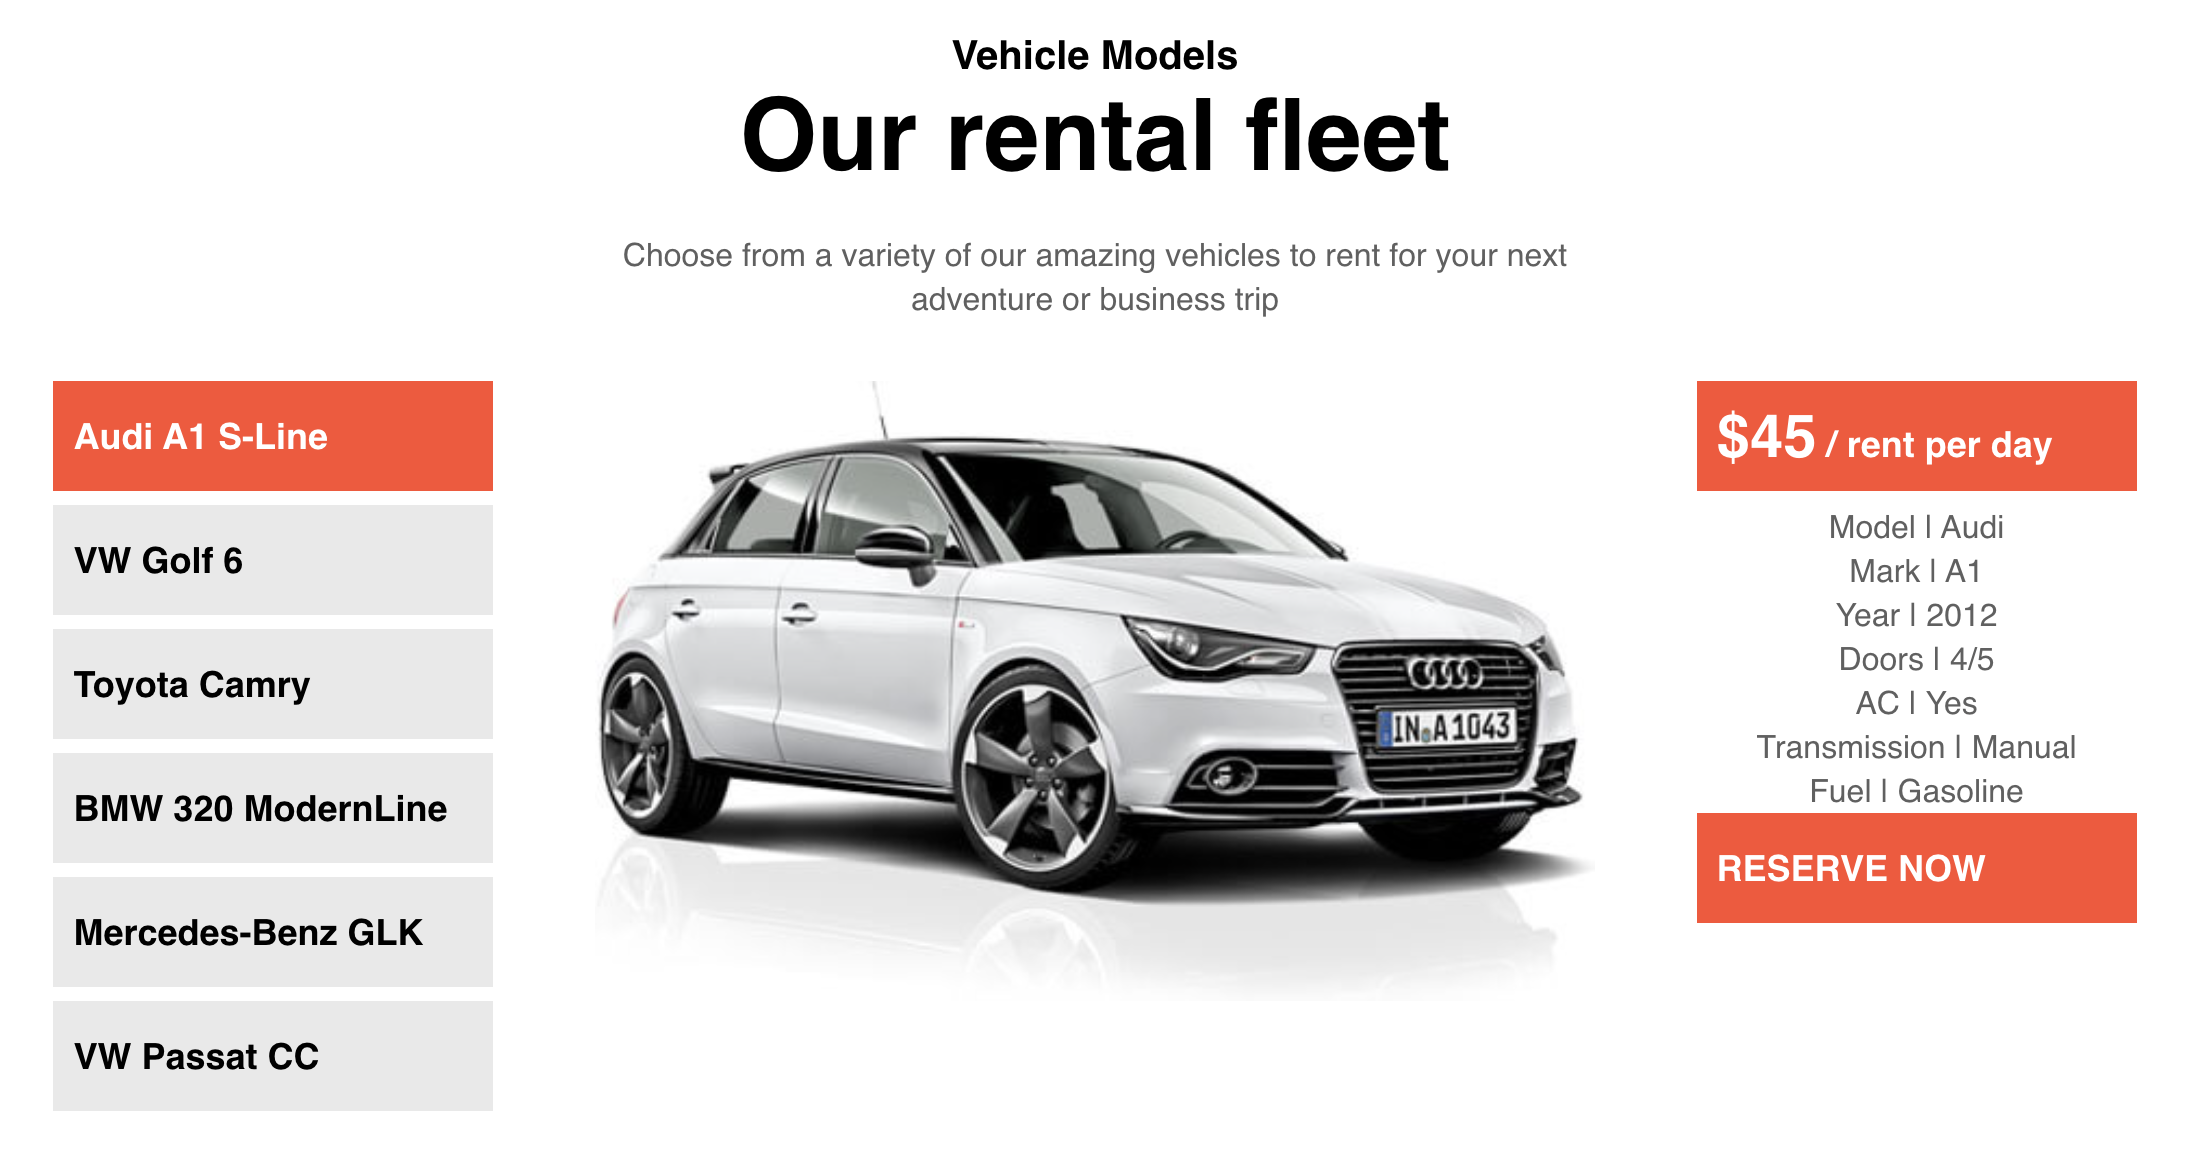 Vehicle Models
Our rental fleet
Choose from a variety of our amazing vehicles to rent for your next
adventure or business trip
Audi A1 S-Line
VW Golf 6
Toyota Camry
BMW 320 ModernLine
Mercedes-Benz GLK
VW Passat CC
IN A 1043
$45 / rent per day
Model | Audi
Mark | A1
Year | 2012
Doors | 4/5
AC | Yes
Transmission | Manual
Fuel | Gasoline
RESERVE NOW